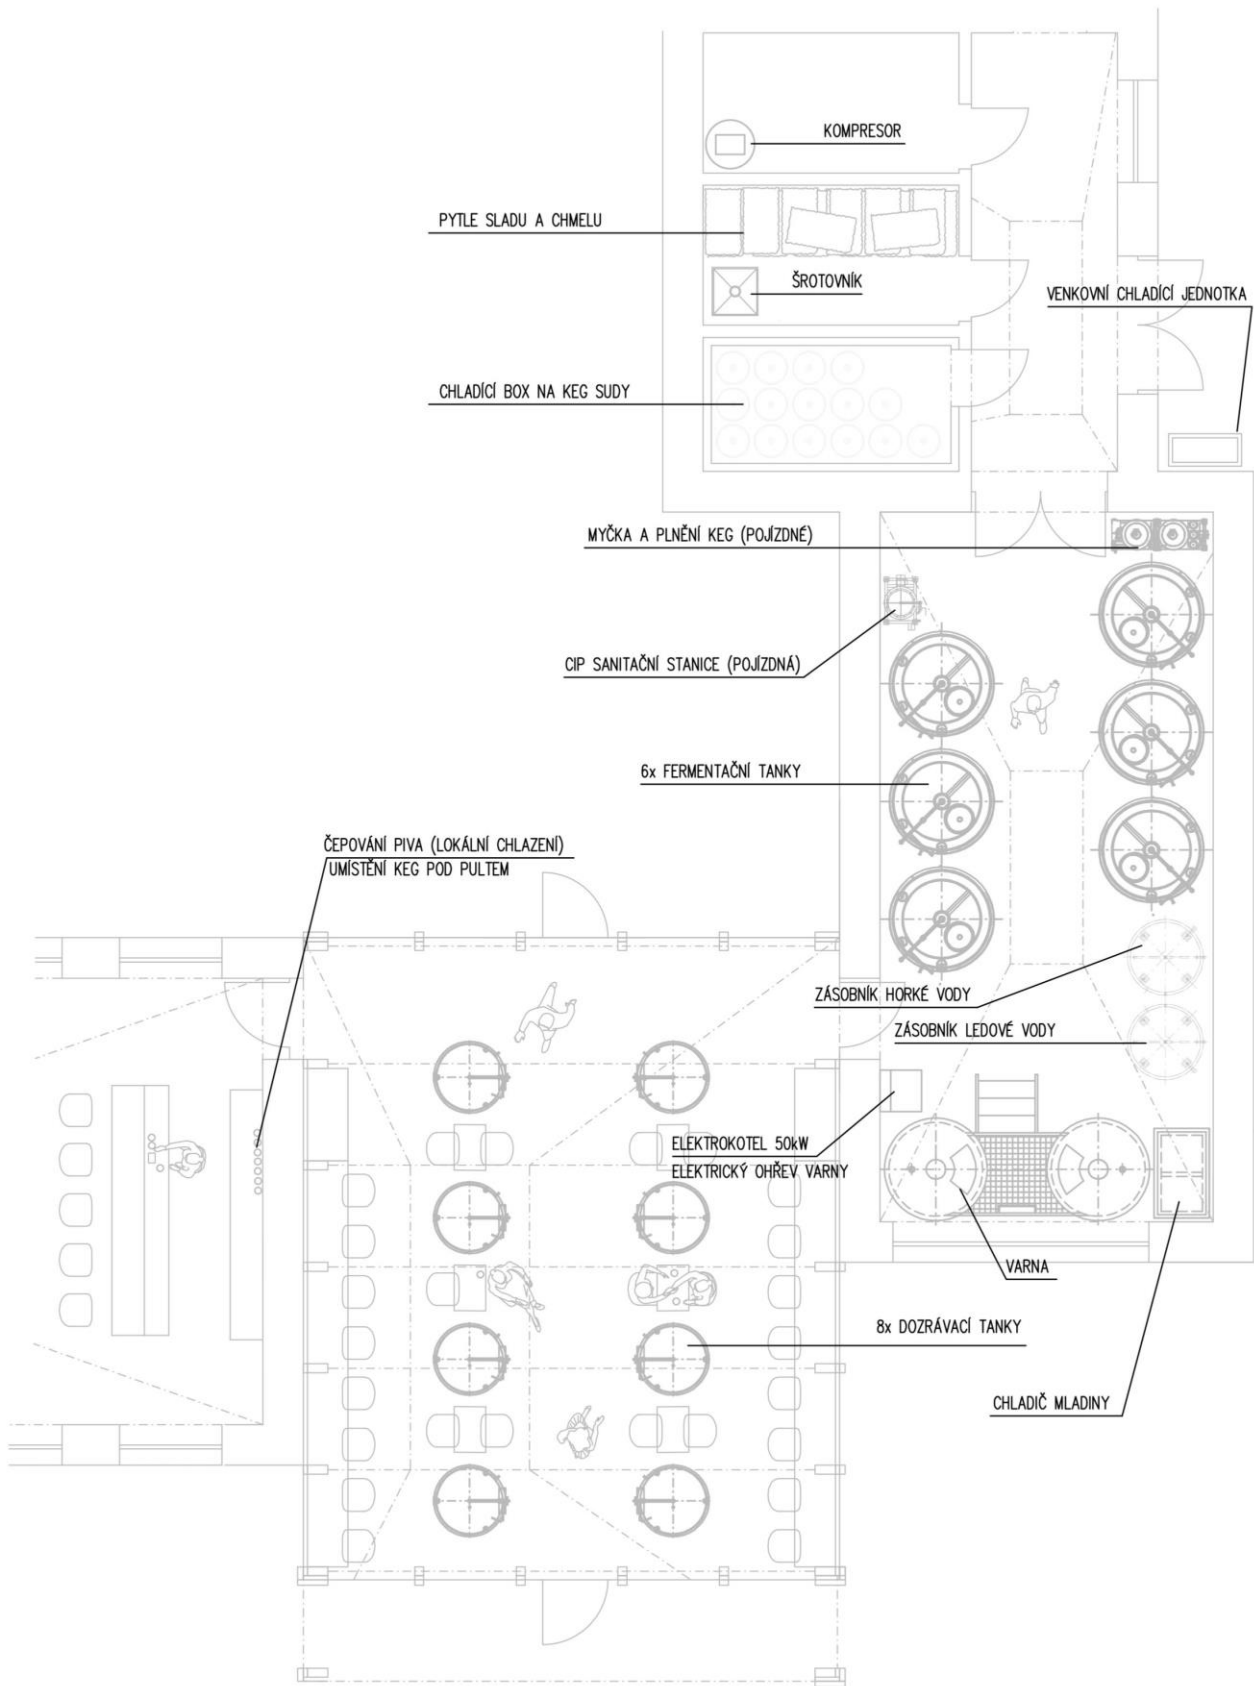 KOMPRESOR
PYTLE SLADU A CHMELU
ŠROTOVNÍK
VENKOVNÍ CHLADÍCÍ JEDNOTKA
CHLADÍCÍ BOX NA KEG SUDY
MYČKA A PLNĚNÍ KEG (POJÍZDNÉ)
CIP SANITAČNÍ STANICE (POJÍZDNÁ)
6x FERMENTAČNÍ TANKY
ČEPOVÁNÍ PIVA (LOKÁLNÍ CHLAZENÍ)
UMÍSTĚNÍ KEG POD PULTEM
ZÁSOBNÍK HORKÉ VODY
ZÁSOBNÍK LEDOVÉ VODY
ELEKTROKOTEL 50kW
ELEKTRICKÝ OHŘEV VARNY
VARNA
8x DOZRÁVACÍ TANKY
CHLADIČ MLADINY